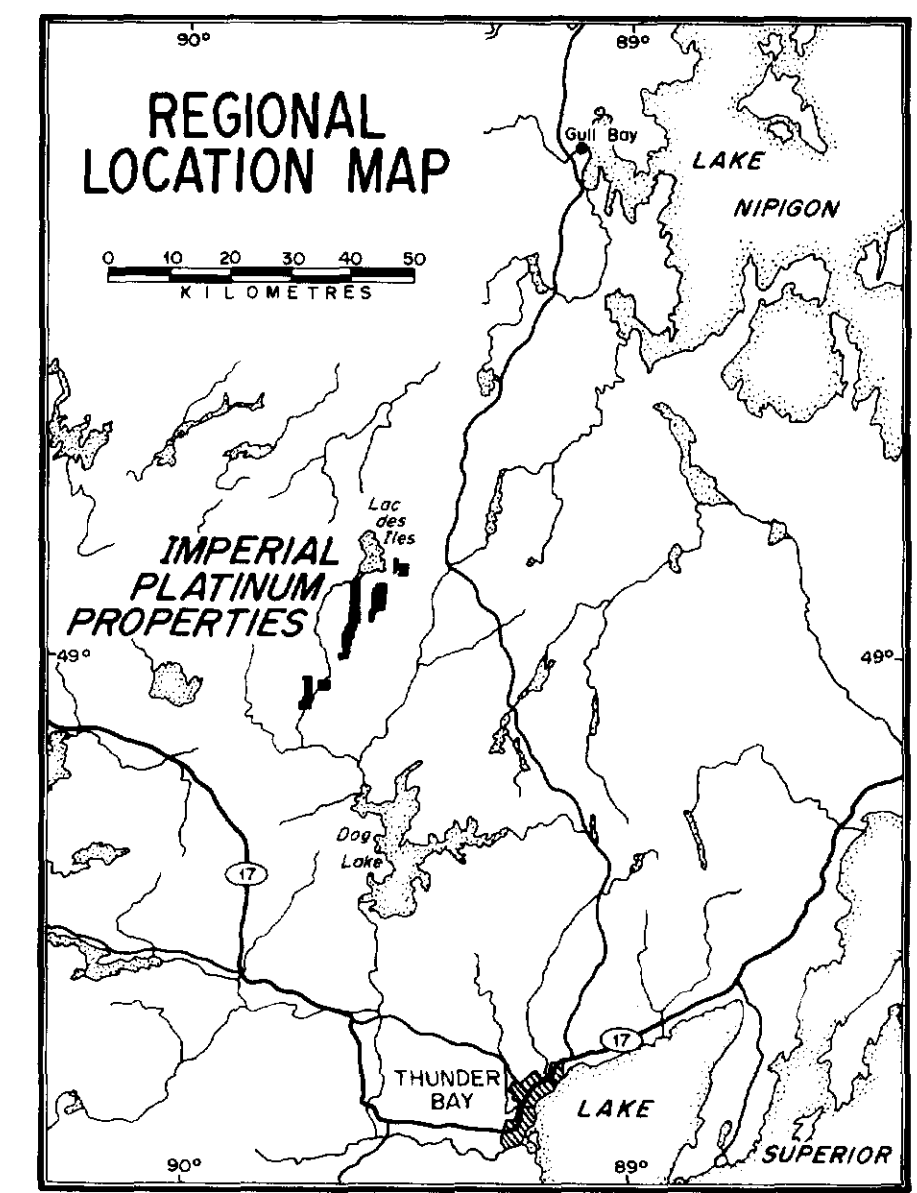 90°
89°
REGIONAL
LOCATION MAP
Gull Bay
LAKE
NIPIGON
0 10 20 30 40 50
KILOMETRES
Lac
des
Iles
IMPERIAL
PLATINUM
PROPERTIES
49°
49°
Dog
Lake
17
17
THUNDER
BAY
LAKE
SUPERIOR
90°
89°